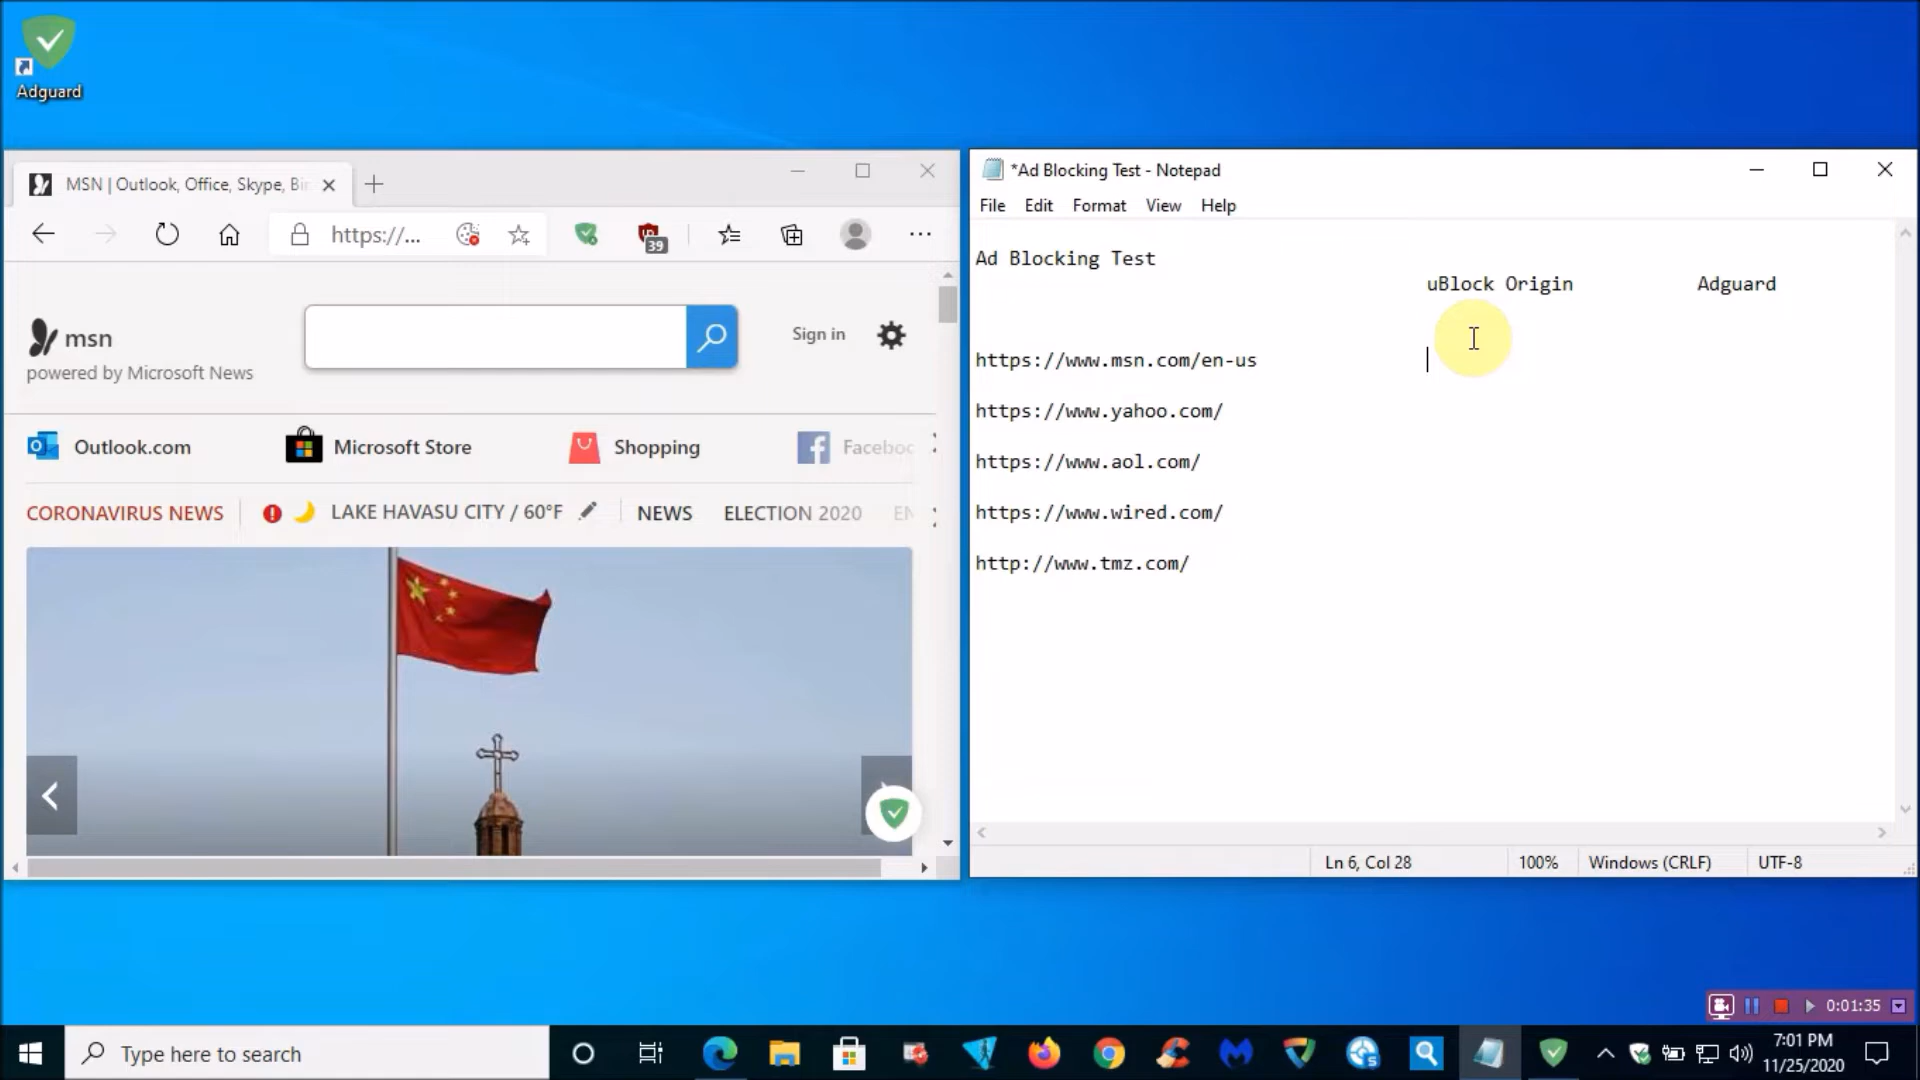 Adguard
MSN | Outlook, Office, Skype, Bin
https://...
39
msn
powered by Microsoft News
Sign in
Outlook.com
Microsoft Store
Shopping
Faceboo
CORONAVIRUS NEWS
LAKE HAVASU CITY / 60°F
NEWS
ELECTION 2020
EN
*Ad Blocking Test - Notepad
File Edit Format View Help
Ad Blocking Test
uBlock Origin Adguard
https://www.msn.com/en-us
https://www.yahoo.com/
https://www.aol.com/
https://www.wired.com/
http://www.tmz.com/
Ln 6, Col 28 100% Windows (CRLF) UTF-8
0:01:35
Type here to search
7:01 PM
11/25/2020